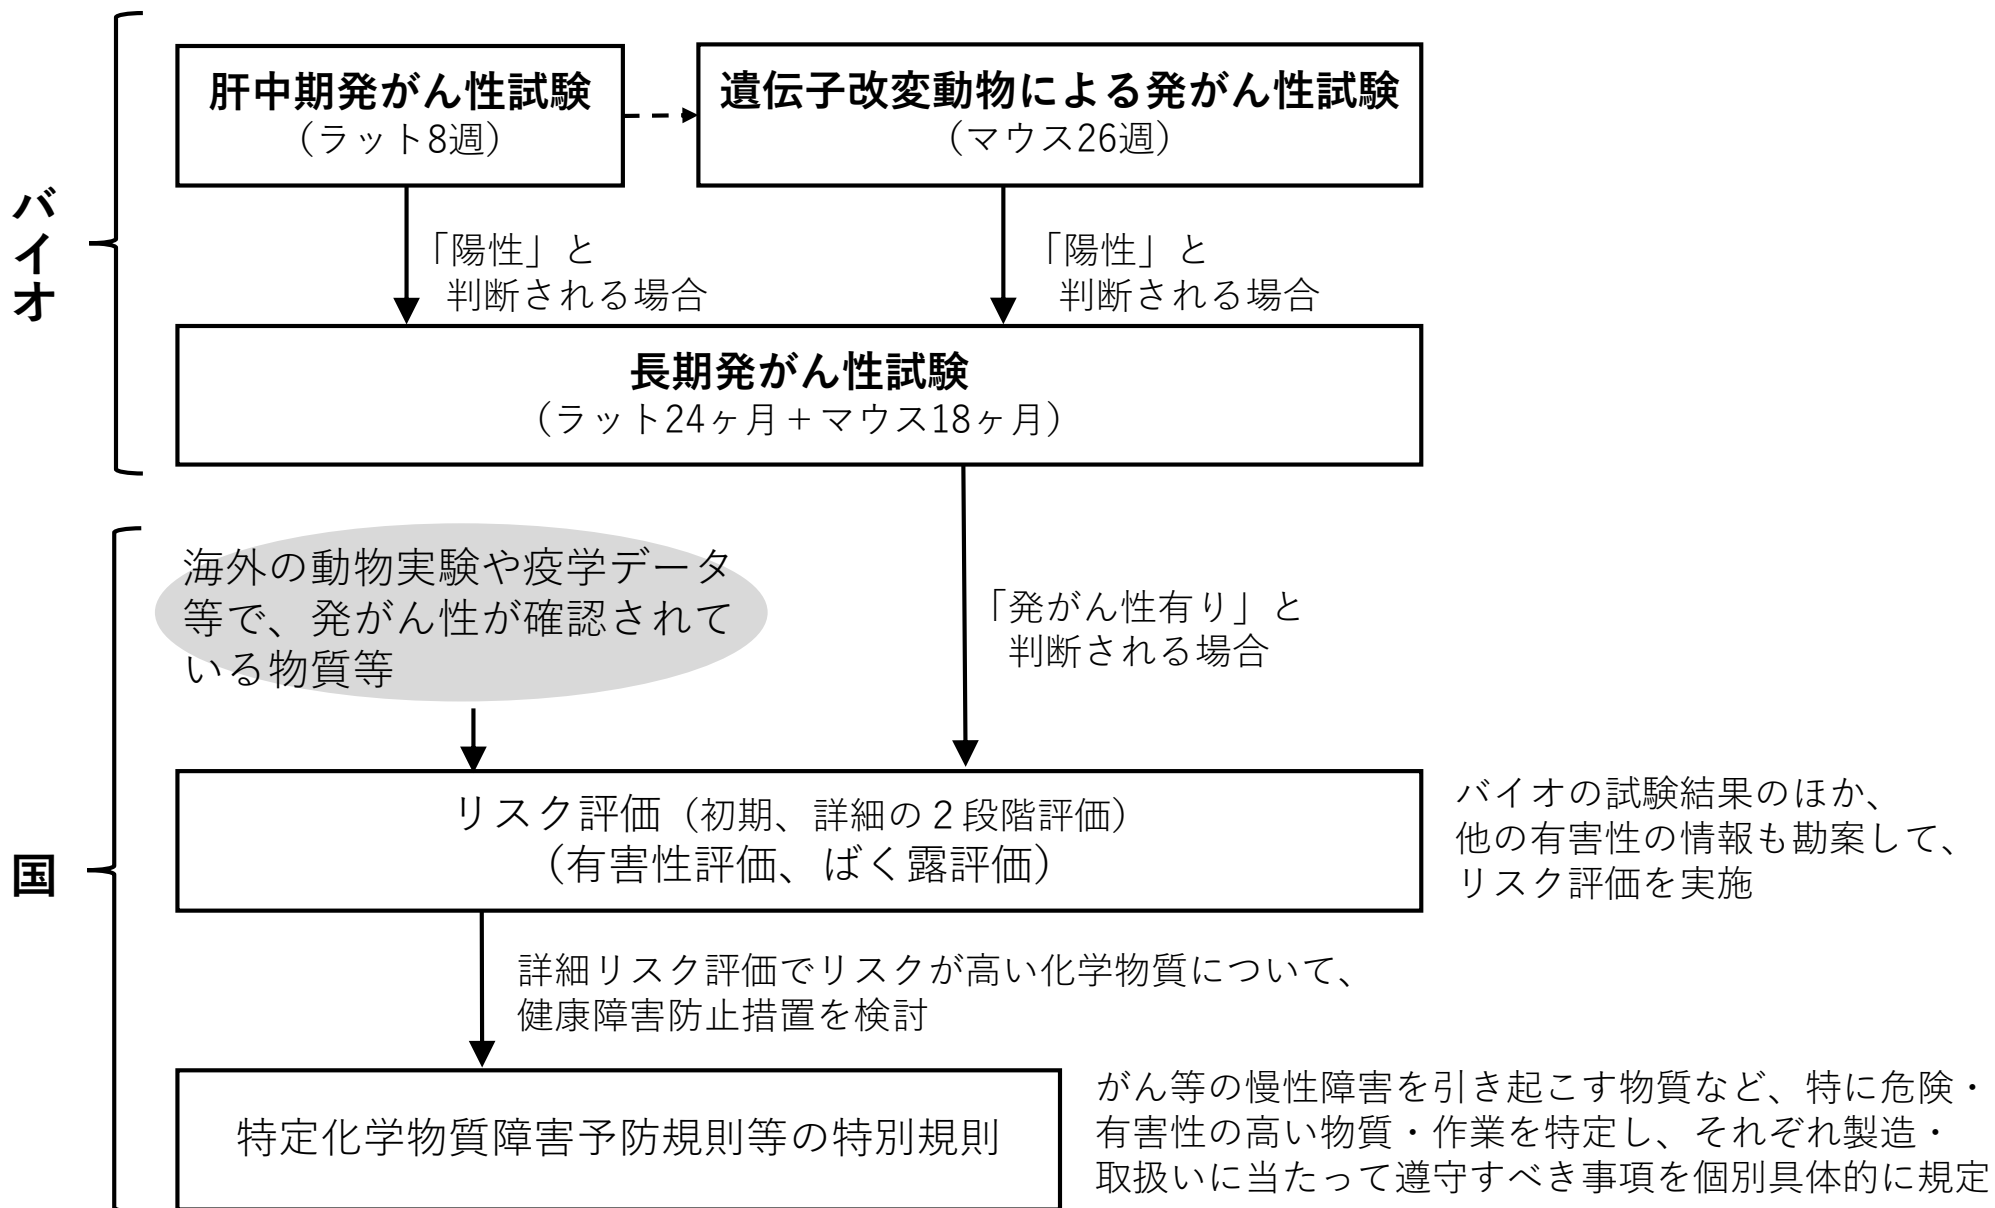 バイオ
肝中期発がん性試験
（ラット8週）
遺伝子改変動物による発がん性試験
（マウス26週）
「陽性」と
判断される場合
「陽性」と
判断される場合
長期発がん性試験
（ラット24ヶ月＋マウス18ヶ月）
国
海外の動物実験や疫学データ
等で、発がん性が確認されて
いる物質等
「発がん性有り」と
判断される場合
リスク評価（初期、詳細の２段階評価）
（有害性評価、ばく露評価）
バイオの試験結果のほか、
他の有害性の情報も勘案して、
リスク評価を実施
詳細リスク評価でリスクが高い化学物質について、
健康障害防止措置を検討
特定化学物質障害予防規則等の特別規則
がん等の慢性障害を引き起こす物質など、特に危険・
有害性の高い物質・作業を特定し、それぞれ製造・
取扱いに当たって遵守すべき事項を個別具体的に規定